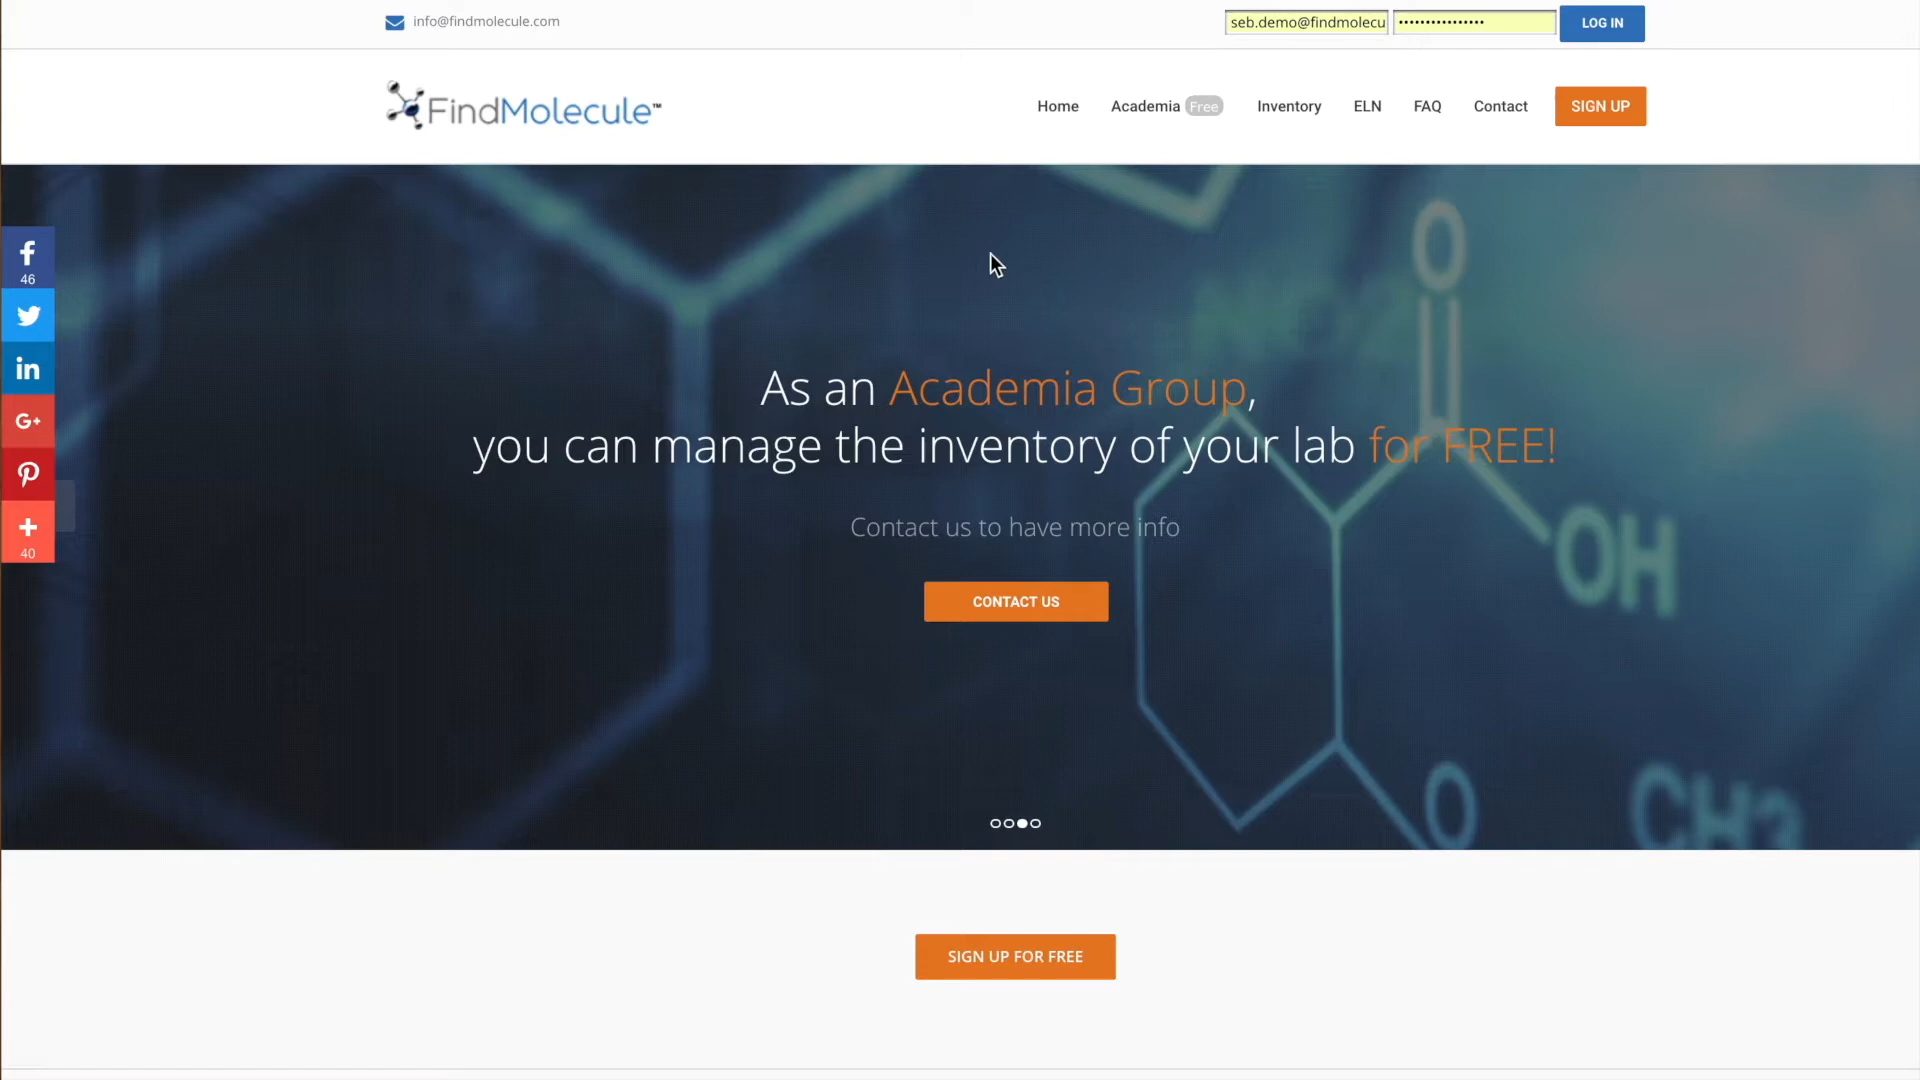 info@findmolecule.com
seb.demo@findmolecu
LOG IN
FindMolecule™
Home
Academia Free
Inventory
ELN
FAQ
Contact
SIGN UP
46
As an Academia Group,
you can manage the inventory of your lab for FREE!
Contact us to have more info
CONTACT US
G+
40
O
OH
O
CH3
SIGN UP FOR FREE